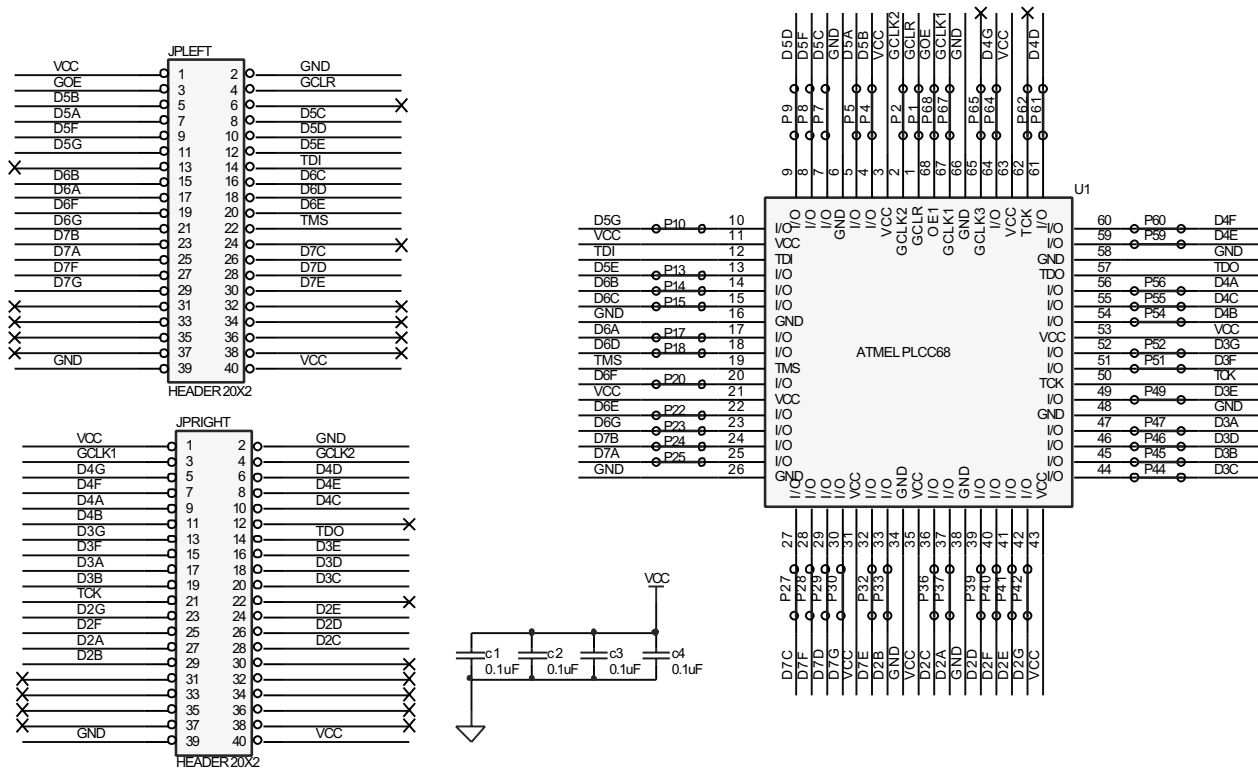 JPLEFT
VCC 1 2 GND
GOE 3 4 GCLR
D5B 5 6
D5A 7 8 D5C
D5F 9 10 D5D
D5G 11 12 D5E
13 14 TDI
D6B 15 16 D6C
D6A 17 18 D6D
D6F 19 20 D6E
D6G 21 22 TMS
D7B 23 24
D7A 25 26 D7C
D7F 27 28 D7D
D7G 29 30 D7E
31 32
33 34
35 36
37 38
GND 39 40 VCC
HEADER 20X2
JPRIGHT
VCC 1 2 GND
GCLK1 3 4 GCLK2
D4G 5 6 D4D
D4F 7 8 D4E
D4A 9 10 D4C
D4B 11 12
D3G 13 14 TDO
D3F 15 16 D3E
D3A 17 18 D3D
D3B 19 20 D3C
TCK 21 22
D2G 23 24 D2E
D2F 25 26 D2D
D2A 27 28 D2C
D2B 29 30
31 32
33 34
35 36
37 38
GND 39 40 VCC
HEADER 20X2
VCC
c1 c2 c3 c4
0.1uF 0.1uF 0.1uF 0.1uF
D5D D5F D5C GND D5A D5B VCC GCLK2 GCLR GOE GCLK1 GND D4G VCC D4D
P9 P8 P7 P5 P4 P2 P1 P68 P67 P65 P64 P62 P61
9 8 7 6 5 4 3 2 1 68 67 66 65 64 63 62 61
U1
I/O I/O I/O GND I/O I/O VCC GCLK2 GCLR OE1 GCLK1 GND GCLK3 I/O VCC TCK I/O
D5G P10 10 I/O
VCC 11 VCC
TDI 12 TDI
D5E P13 13 I/O
D6B P14 14 I/O
D6C P15 15 I/O
GND 16 GND
D6A P17 17 I/O
D6D P18 18 I/O
TMS 19 TMS
D6F P20 20 I/O
VCC 21 VCC
D6E P22 22 I/O
D6G P23 23 I/O
D7B P24 24 I/O
D7A P25 25 I/O
GND 26 GND
ATMEL PLCC68
I/O 60 P60 D4F
I/O 59 P59 D4E
GND 58 GND
TDO 57 TDO
I/O 56 P56 D4A
I/O 55 P55 D4C
I/O 54 P54 D4B
VCC 53 VCC
I/O 52 P52 D3G
I/O 51 P51 D3F
TCK 50 TCK
I/O 49 P49 D3E
GND 48 GND
I/O 47 P47 D3A
I/O 46 P46 D3D
I/O 45 P45 D3B
I/O 44 P44 D3C
I/O I/O I/O I/O VCC I/O I/O GND VCC I/O I/O GND I/O I/O I/O I/O VCC
27 28 29 30 31 32 33 34 35 36 37 38 39 40 41 42 43
P27 P28 P29 P30 P32 P33 P36 P37 P39 P40 P41 P42
D7C D7F D7D D7G VCC D7E D2B GND VCC D2C D2A GND D2D D2F D2E D2G VCC